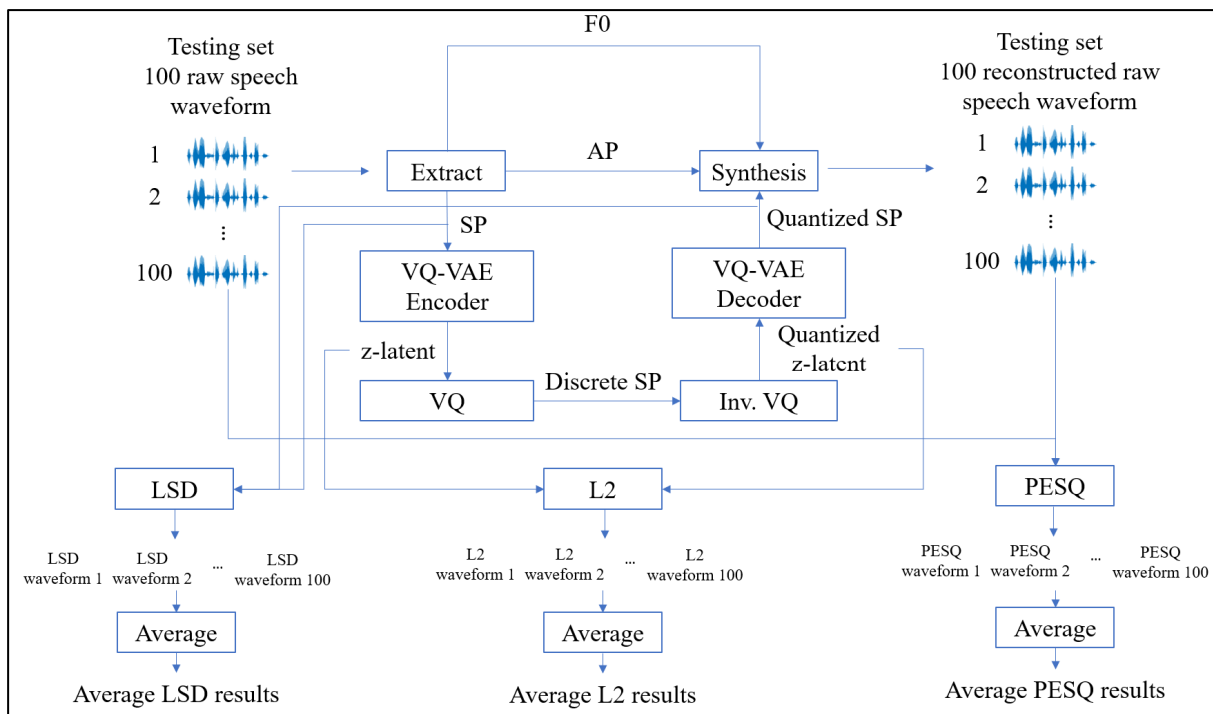 F0
Testing set
100 raw speech
waveform
Testing set
100 reconstructed raw
speech waveform
1
2
...
100
1
2
...
100
Extract
AP
Synthesis
SP
Quantized SP
VQ-VAE
Encoder
VQ-VAE
Decoder
z-latent
Quantized
z-latent
VQ
Discrete SP
Inv. VQ
LSD
L2
PESQ
LSD
waveform 1
LSD
waveform 2
...
LSD
waveform 100
L2
waveform 1
L2
waveform 2
...
L2
waveform 100
PESQ
waveform 1
PESQ
waveform 2
...
PESQ
waveform 100
Average
Average
Average
Average LSD results
Average L2 results
Average PESQ results